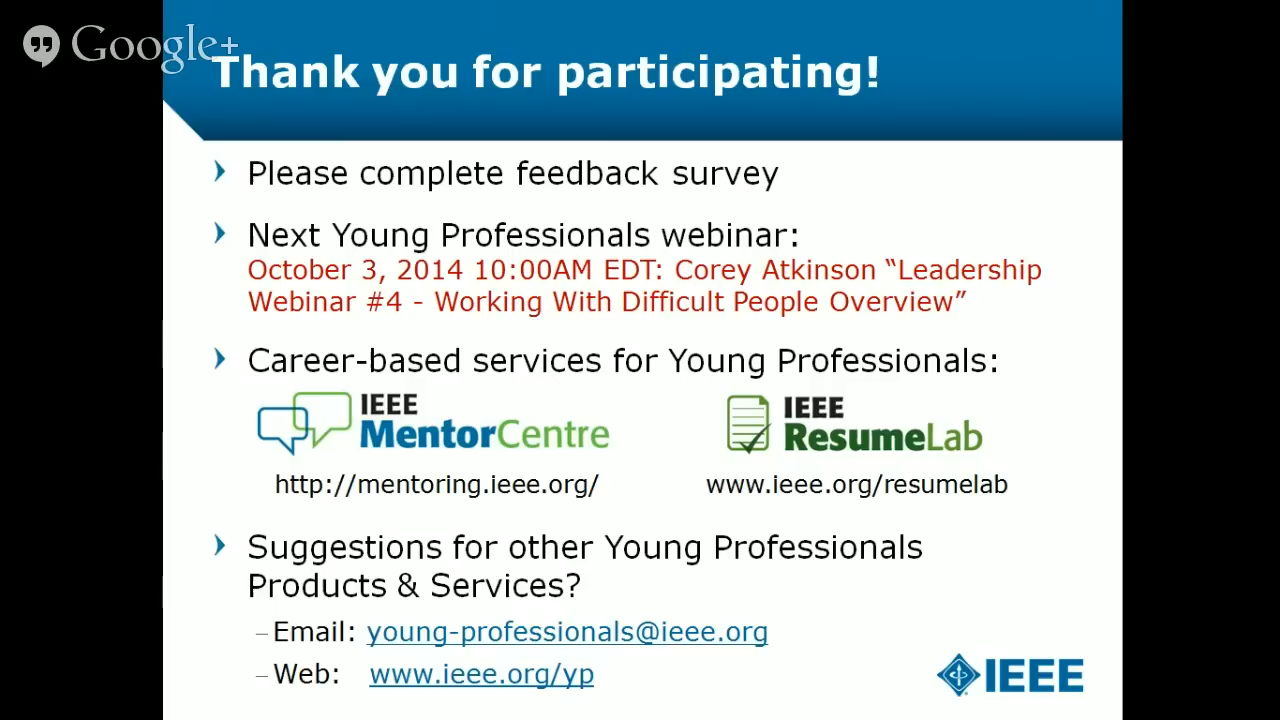 Google+
Thank you for participating!
Please complete feedback survey
Next Young Professionals webinar:
October 3, 2014 10:00AM EDT: Corey Atkinson “Leadership
Webinar #4 - Working With Difficult People Overview”
Career-based services for Young Professionals:
IEEE
MentorCentre
http://mentoring.ieee.org/
IEEE
ResumeLab
www.ieee.org/resumelab
Suggestions for other Young Professionals
Products & Services?
–Email: young-professionals@ieee.org
–Web: www.ieee.org/yp
IEEE